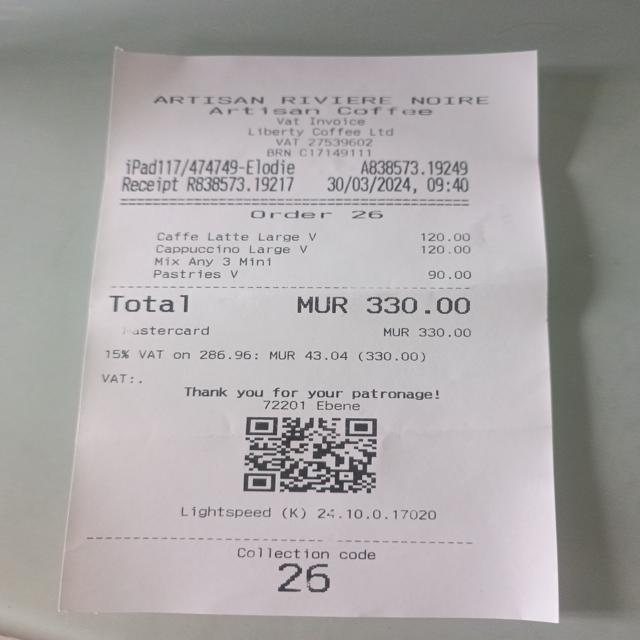 ARTISAN RIVIERE NOIRE
Artisan Coffee
Vat Invoice
Liberty Coffee Ltd
VAT 27539602
BRN C17149111
iPad117/474749-Elodie A838573.19249
Receipt R838573.19217 30/03/2024, 09:40
Order 26
Caffe Latte Large V 120.00
Cappuccino Large V 120.00
Mix Any 3 Mini
Pastries V 90.00
Total MUR 330.00
Mastercard MUR 330.00
15% VAT on 286.96: MUR 43.04 (330.00)
VAT:.
Thank you for your patronage!
72201 Ebene
Lightspeed (K) 24.10.0.17020
Collection code
26